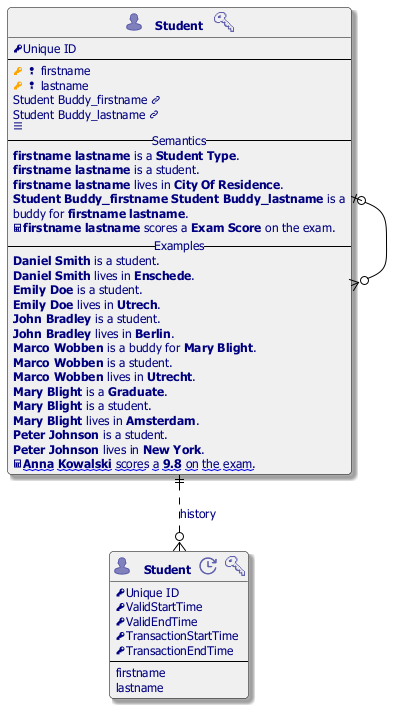 Student
Unique ID
firstname
lastname
Student Buddy_firstname
Student Buddy_lastname
Semantics
firstname lastname is a Student Type.
firstname lastname is a student.
firstname lastname lives in City Of Residence.
Student Buddy_firstname Student Buddy_lastname is a
buddy for firstname lastname.
firstname lastname scores a Exam Score on the exam.
Examples
Daniel Smith is a student.
Daniel Smith lives in Enschede.
Emily Doe is a student.
Emily Doe lives in Utrech.
John Bradley is a student.
John Bradley lives in Berlin.
Marco Wobben is a buddy for Mary Blight.
Marco Wobben is a student.
Marco Wobben lives in Utrecht.
Mary Blight is a Graduate.
Mary Blight is a student.
Mary Blight lives in Amsterdam.
Peter Johnson is a student.
Peter Johnson lives in New York.
Anna Kowalski scores a 9.8 on the exam.
history
Student
Unique ID
ValidStartTime
ValidEndTime
TransactionStartTime
TransactionEndTime
firstname
lastname